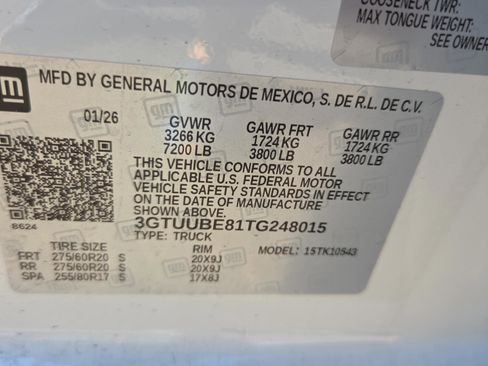 GOOSENECK TWR:
MAX TONGUE WEIGHT:
SEE OWNER
gm
MFD BY GENERAL MOTORS DE MEXICO, S. DE R.L. DE C.V.
01/26
GVWR GAWR FRT GAWR RR
3266 KG 1724 KG 1724 KG
7200 LB 3800 LB 3800 LB
THIS VEHICLE CONFORMS TO ALL
APPLICABLE U.S. FEDERAL MOTOR
VEHICLE SAFETY STANDARDS IN EFFECT
ON THE DATE OF MANUFACTURE
SHOWN ABOVE.
8624
3GTUUBE81TG248015
TYPE: TRUCK MODEL: 15TK10543
TIRE SIZE RIM
FRT 275/60R20 S 20X9J
RR 275/60R20 S 20X9J
SPA 255/80R17 S 17X8J